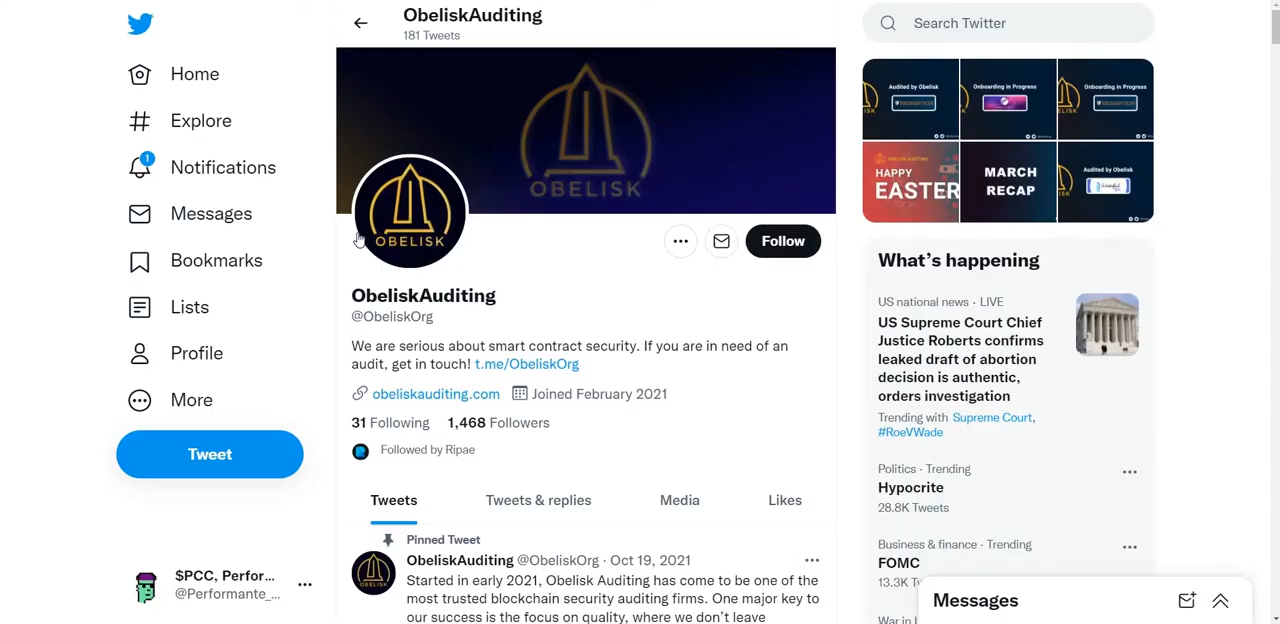 ObeliskAuditing
181 Tweets
Search Twitter
Home
Explore
1
Notifications
Messages
Bookmarks
Lists
Profile
More
Tweet
$PCC, Perfor...
@Performante_...
OBELISK
OBELISK
Follow
ObeliskAuditing
@ObeliskOrg
We are serious about smart contract security. If you are in need of an
audit, get in touch! t.me/ObeliskOrg
obeliskauditing.com Joined February 2021
31 Following 1,468 Followers
Followed by Ripae
Tweets Tweets & replies Media Likes
Pinned Tweet
ObeliskAuditing @ObeliskOrg · Oct 19, 2021
Started in early 2021, Obelisk Auditing has come to be one of the
most trusted blockchain security auditing firms. One major key to
our success is the focus on quality, where we don't leave
Audited by Obelisk
Onboarding in Progress
Onboarding in Progress
HAPPY
EASTER
MARCH
RECAP
Audited by Obelisk
What's happening
US national news · LIVE
US Supreme Court Chief
Justice Roberts confirms
leaked draft of abortion
decision is authentic,
orders investigation
Trending with Supreme Court,
#RoeVWade
Politics · Trending
Hypocrite
28.8K Tweets
Business & finance · Trending
FOMC
13.3K
Messages